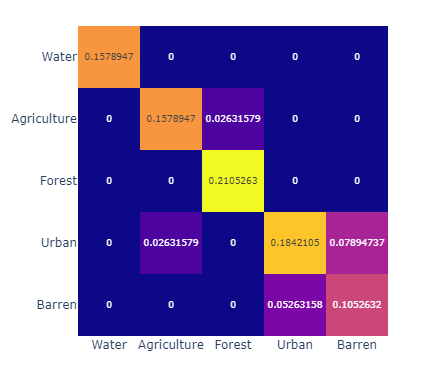 Water 0.1578947 0 0 0 0
Agriculture 0 0.1578947 0.02631579 0 0
Forest 0 0 0.2105263 0 0
Urban 0 0.02631579 0 0.1842105 0.07894737
Barren 0 0 0 0.05263158 0.1052632
Water Agriculture Forest Urban Barren